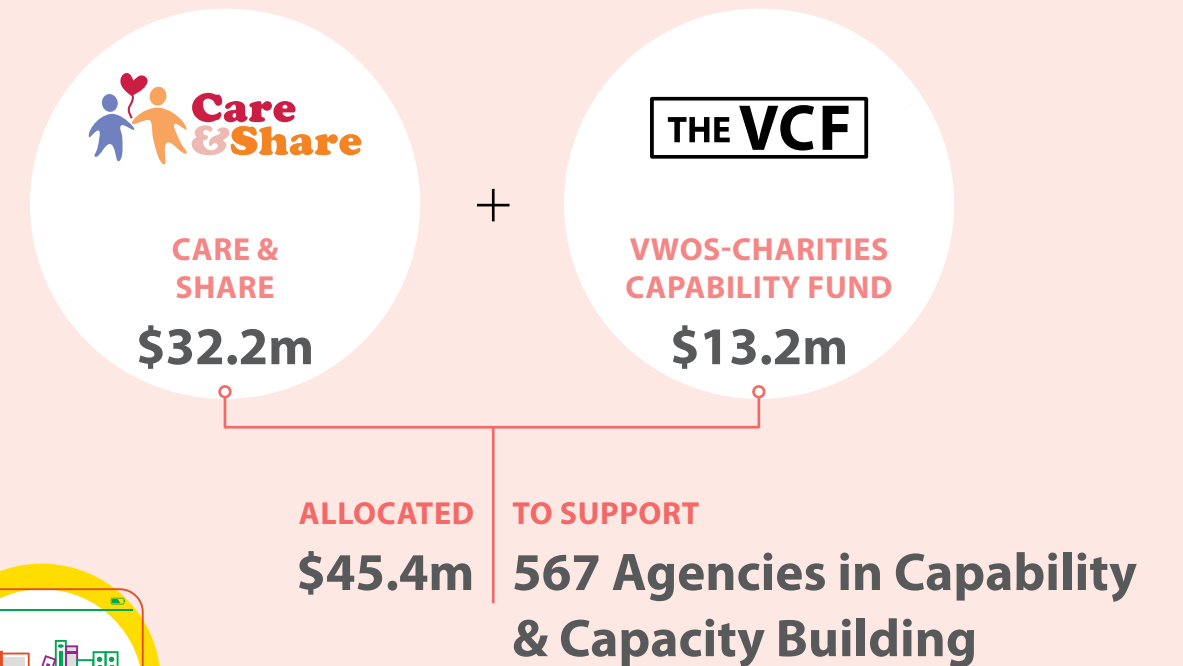 Care
&Share
CARE &
SHARE
$32.2m
+
THE VCF
VWOS-CHARITIES
CAPABILITY FUND
$13.2m
ALLOCATED
$45.4m
TO SUPPORT
567 Agencies in Capability
& Capacity Building